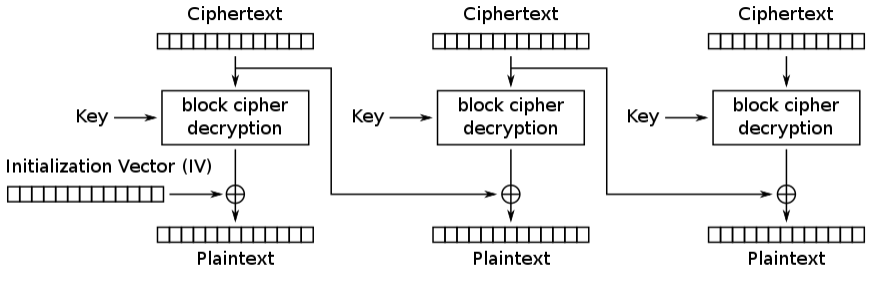 Ciphertext
Ciphertext
Ciphertext
Key
block cipher
decryption
Key
block cipher
decryption
Key
block cipher
decryption
Initialization Vector (IV)
Plaintext
Plaintext
Plaintext